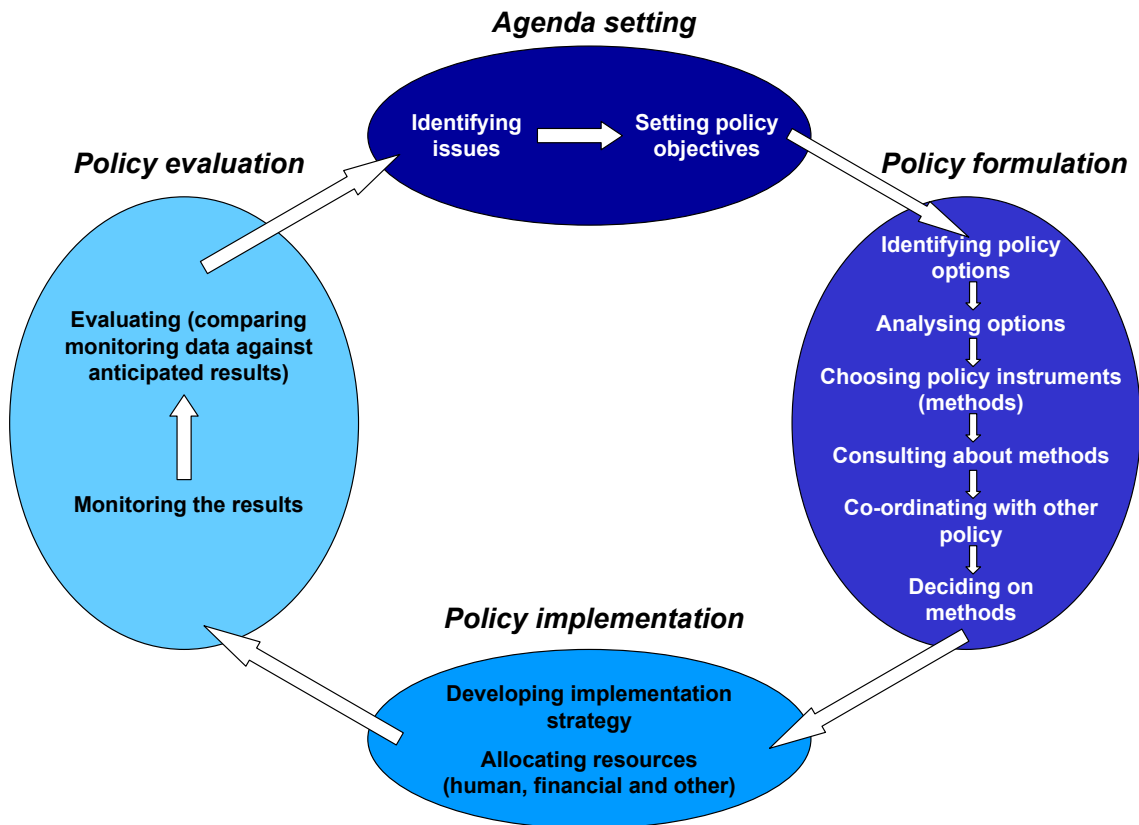 Agenda setting
Identifying
issues
Setting policy
objectives
Policy formulation
Identifying policy
options
Analysing options
Choosing policy instruments
(methods)
Consulting about methods
Co-ordinating with other
policy
Deciding on
methods
Policy implementation
Developing implementation
strategy
Allocating resources
(human, financial and other)
Policy evaluation
Evaluating (comparing
monitoring data against
anticipated results)
Monitoring the results